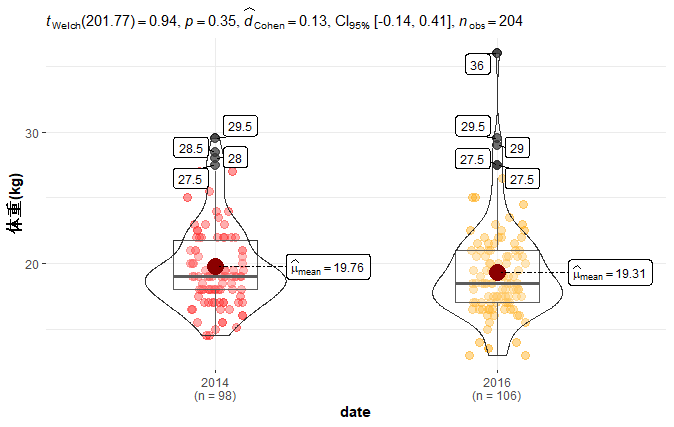 t Welch(201.77) = 0.94, p = 0.35, d̂ Cohen = 0.13, CI95% [-0.14, 0.41], n obs = 204
36
29.5
29.5
30
28.5
28
29
27.5
27.5
27.5
20
μ̂ mean = 19.76
μ̂ mean = 19.31
体重(kg)
2014
(n = 98)
2016
(n = 106)
date